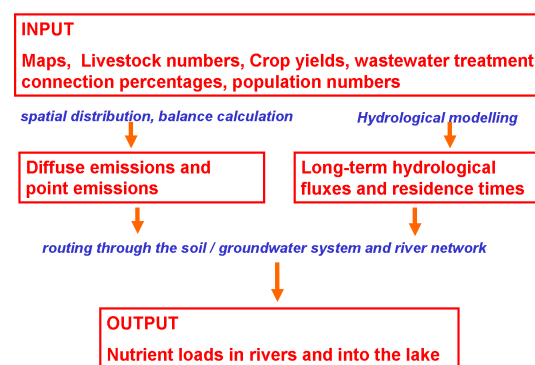 INPUT
Maps, Livestock numbers, Crop yields, wastewater treatment
connection percentages, population numbers
spatial distribution, balance calculation
Hydrological modelling
Diffuse emissions and
point emissions
Long-term hydrological
fluxes and residence times
routing through the soil / groundwater system and river network
OUTPUT
Nutrient loads in rivers and into the lake